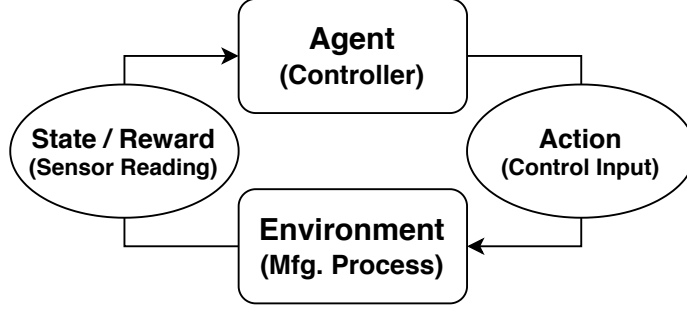 Agent
(Controller)
State / Reward
(Sensor Reading)
Action
(Control Input)
Environment
(Mfg. Process)